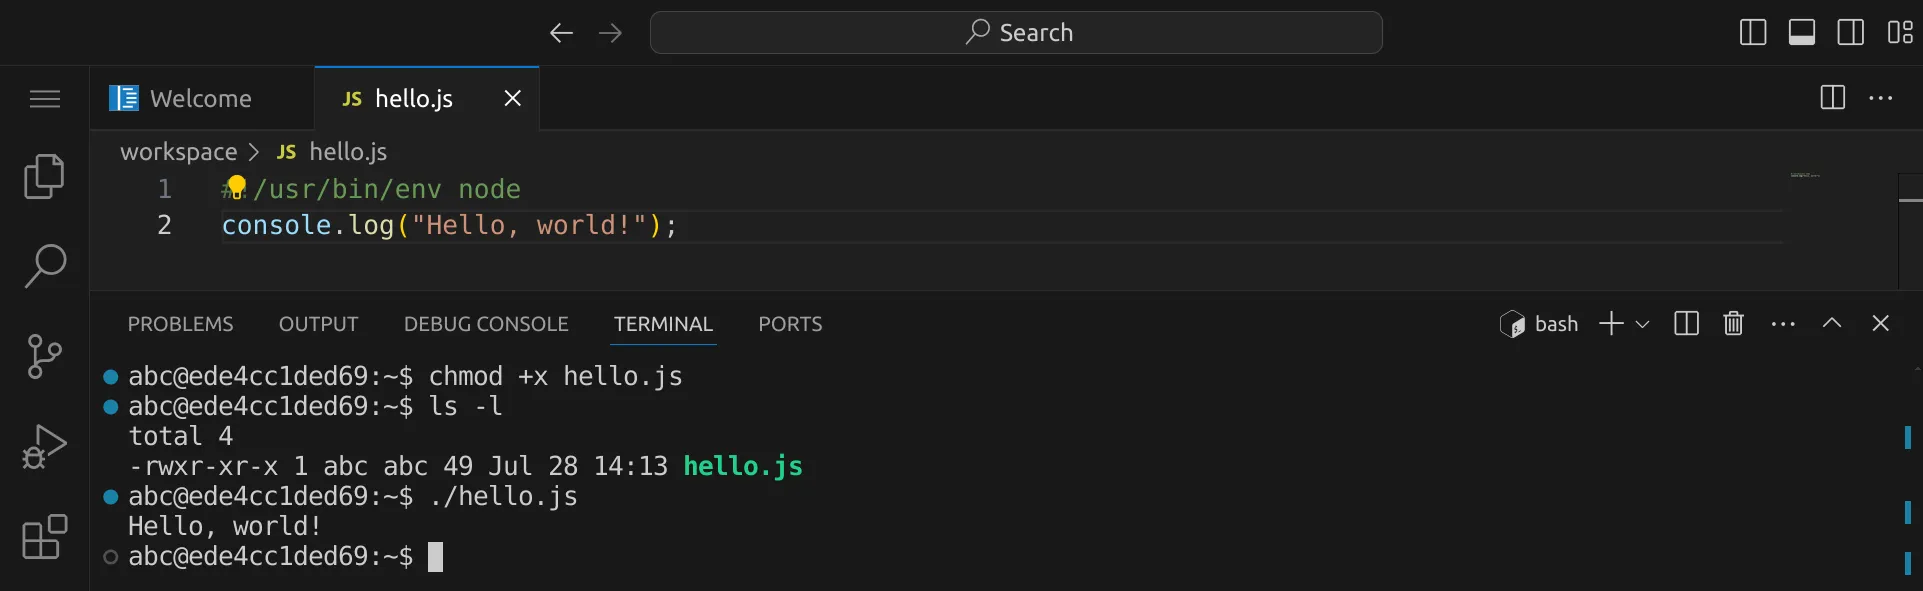 Search
Welcome
JS hello.js
workspace > JS hello.js
1 #!/usr/bin/env node
2 console.log("Hello, world!");
PROBLEMS OUTPUT DEBUG CONSOLE TERMINAL PORTS
bash
abc@ede4cc1ded69:~$ chmod +x hello.js
abc@ede4cc1ded69:~$ ls -l
total 4
-rwxr-xr-x 1 abc abc 49 Jul 28 14:13 hello.js
abc@ede4cc1ded69:~$ ./hello.js
Hello, world!
abc@ede4cc1ded69:~$